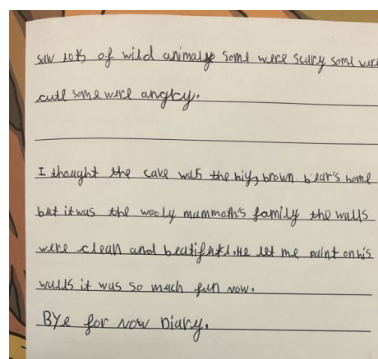 saw lots of wild animals some were scary some were
cute some were angry.
I thought the cave was the big, brown bear's home
but it was the wooly mammoth's family the walls
were clean and beatiful. He let me paint on his
walls it was so much fun now.
Bye for now Diary.